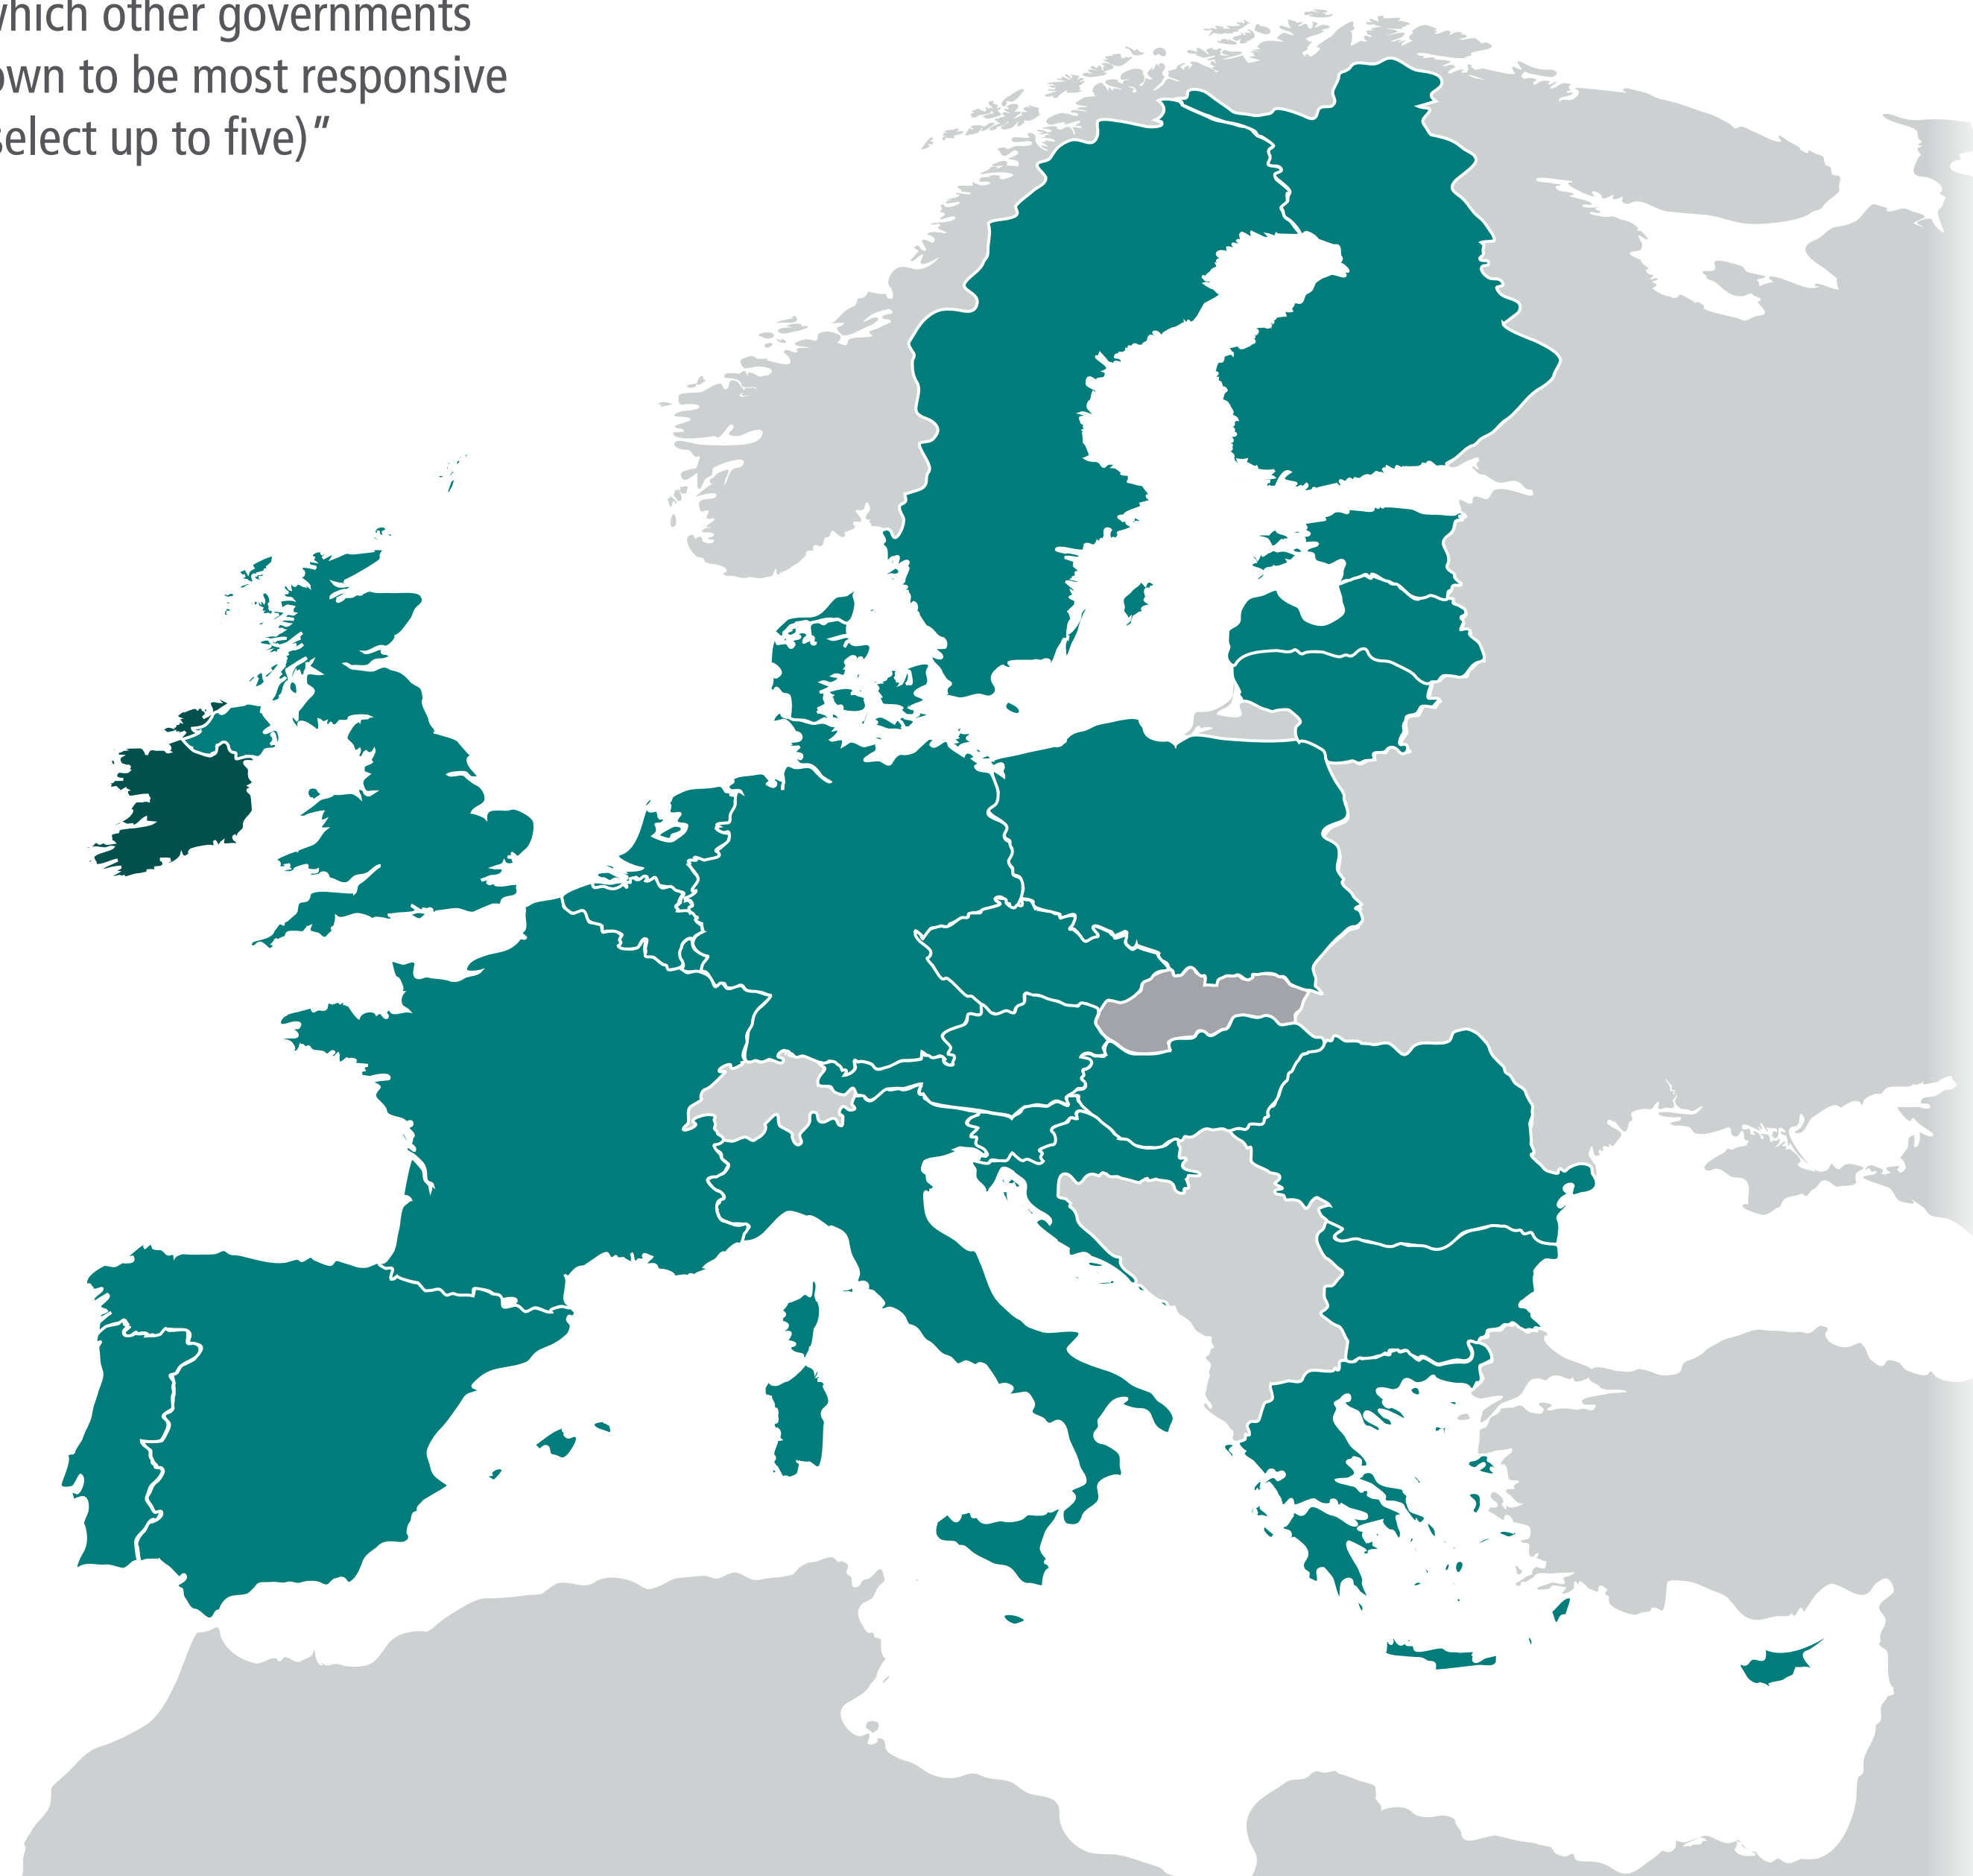 which other governments
own to be most responsive
select up to five)”